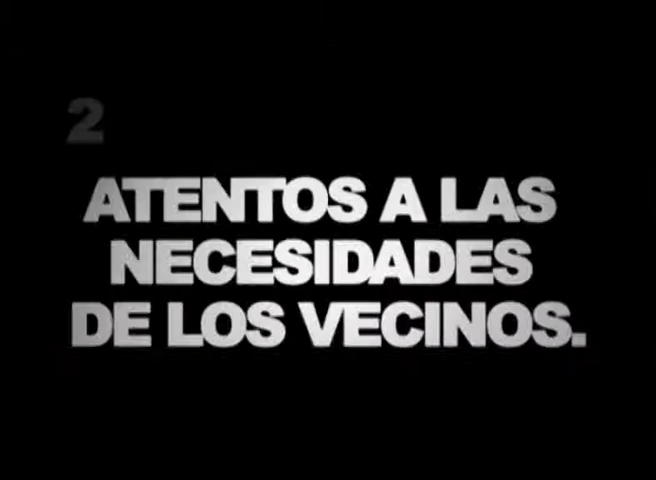 2
ATENTOS A LAS
NECESIDADES
DE LOS VECINOS.